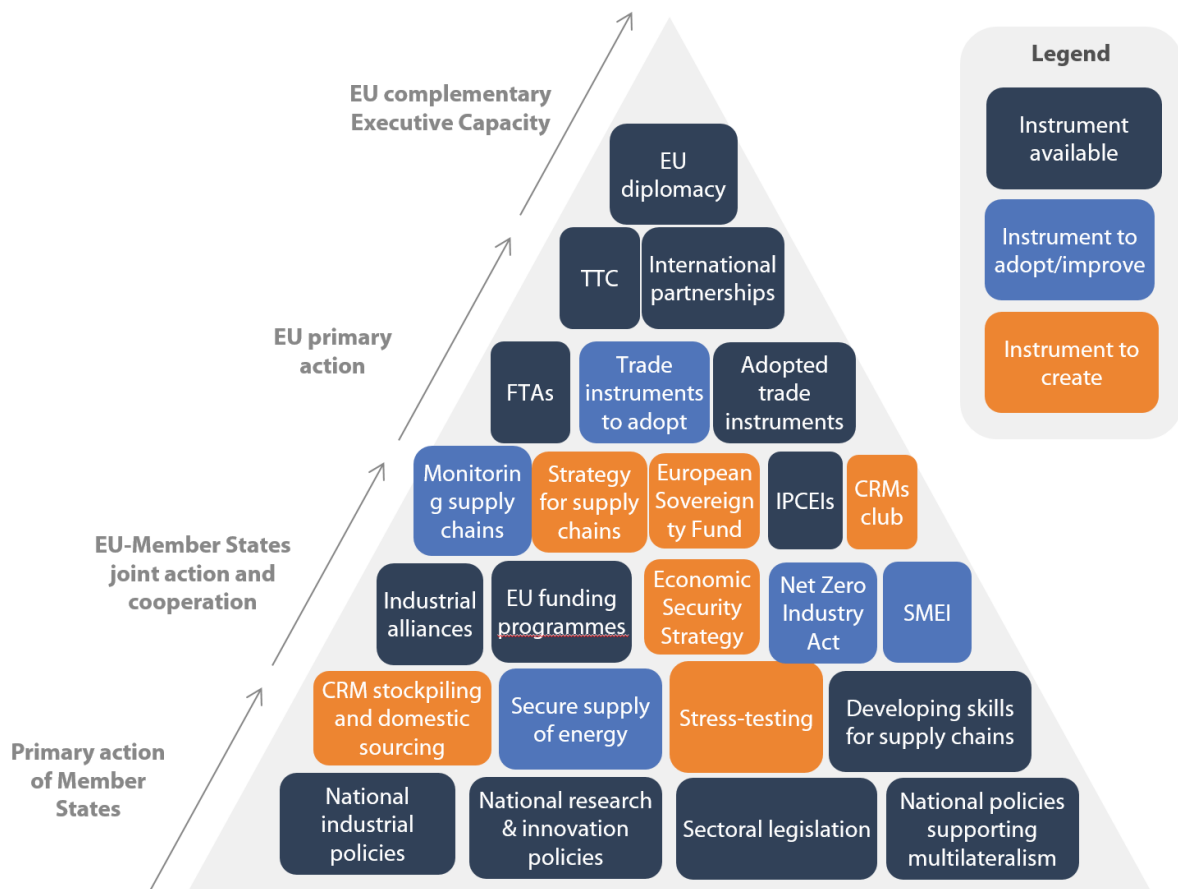 EU complementary
Executive Capacity
EU primary
action
EU-Member States
joint action and
cooperation
Primary action
of Member
States
EU
diplomacy
TTC
International
partnerships
FTAs
Trade
instruments
to adopt
Adopted
trade
instruments
Monitorin
g supply
chains
Strategy
for supply
chains
European
Sovereign
ty Fund
IPCEIs
CRMs
club
Industrial
alliances
EU funding
programmes
Economic
Security
Strategy
Net Zero
Industry
Act
SMEI
CRM stockpiling
and domestic
sourcing
Secure supply
of energy
Stress-testing
Developing skills
for supply chains
National
industrial
policies
National research
& innovation
policies
Sectoral legislation
National policies
supporting
multilateralism
Legend
Instrument
available
Instrument to
adopt/improve
Instrument to
create